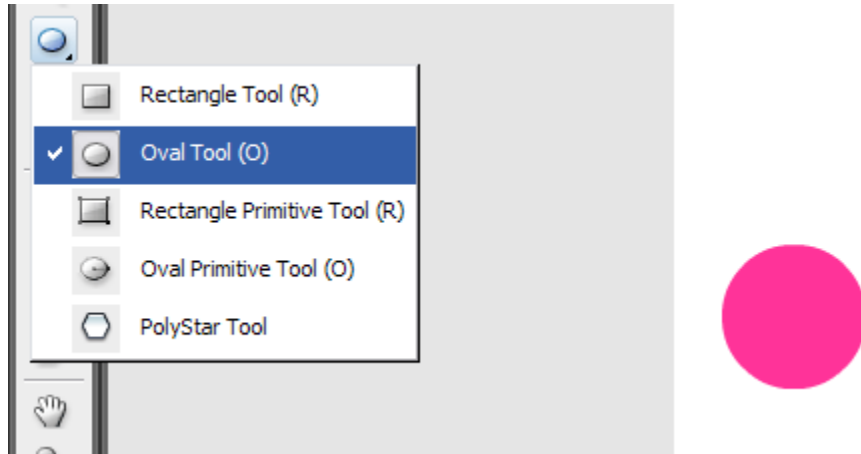 Rectangle Tool (R)
Oval Tool (O)
Rectangle Primitive Tool (R)
Oval Primitive Tool (O)
PolyStar Tool